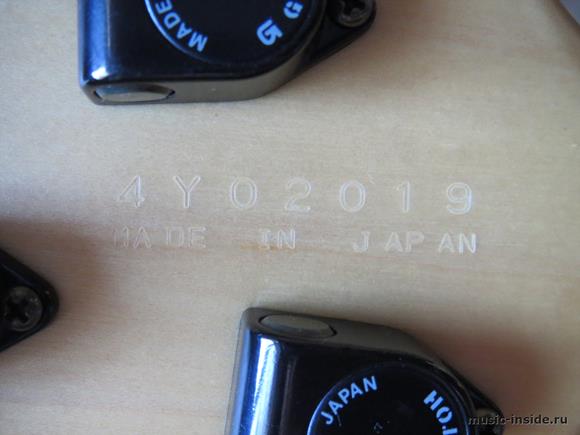 MADE
G G
4Y02019
MADE IN JAPAN
JAPAN
music-inside.ru